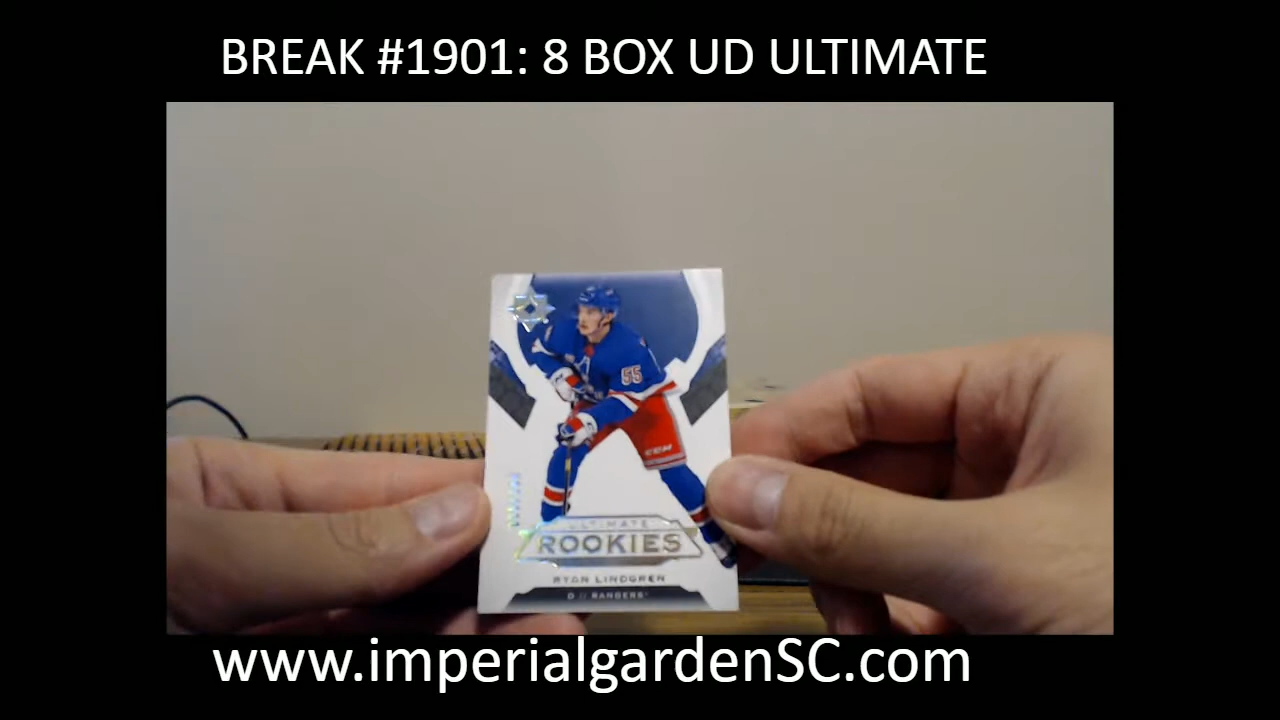 BREAK #1901: 8 BOX UD ULTIMATE
55
CCM
ULTIMATE
ROOKIES
RYAN LINDGREN
D // RANGERS
www.imperialgardenSC.com